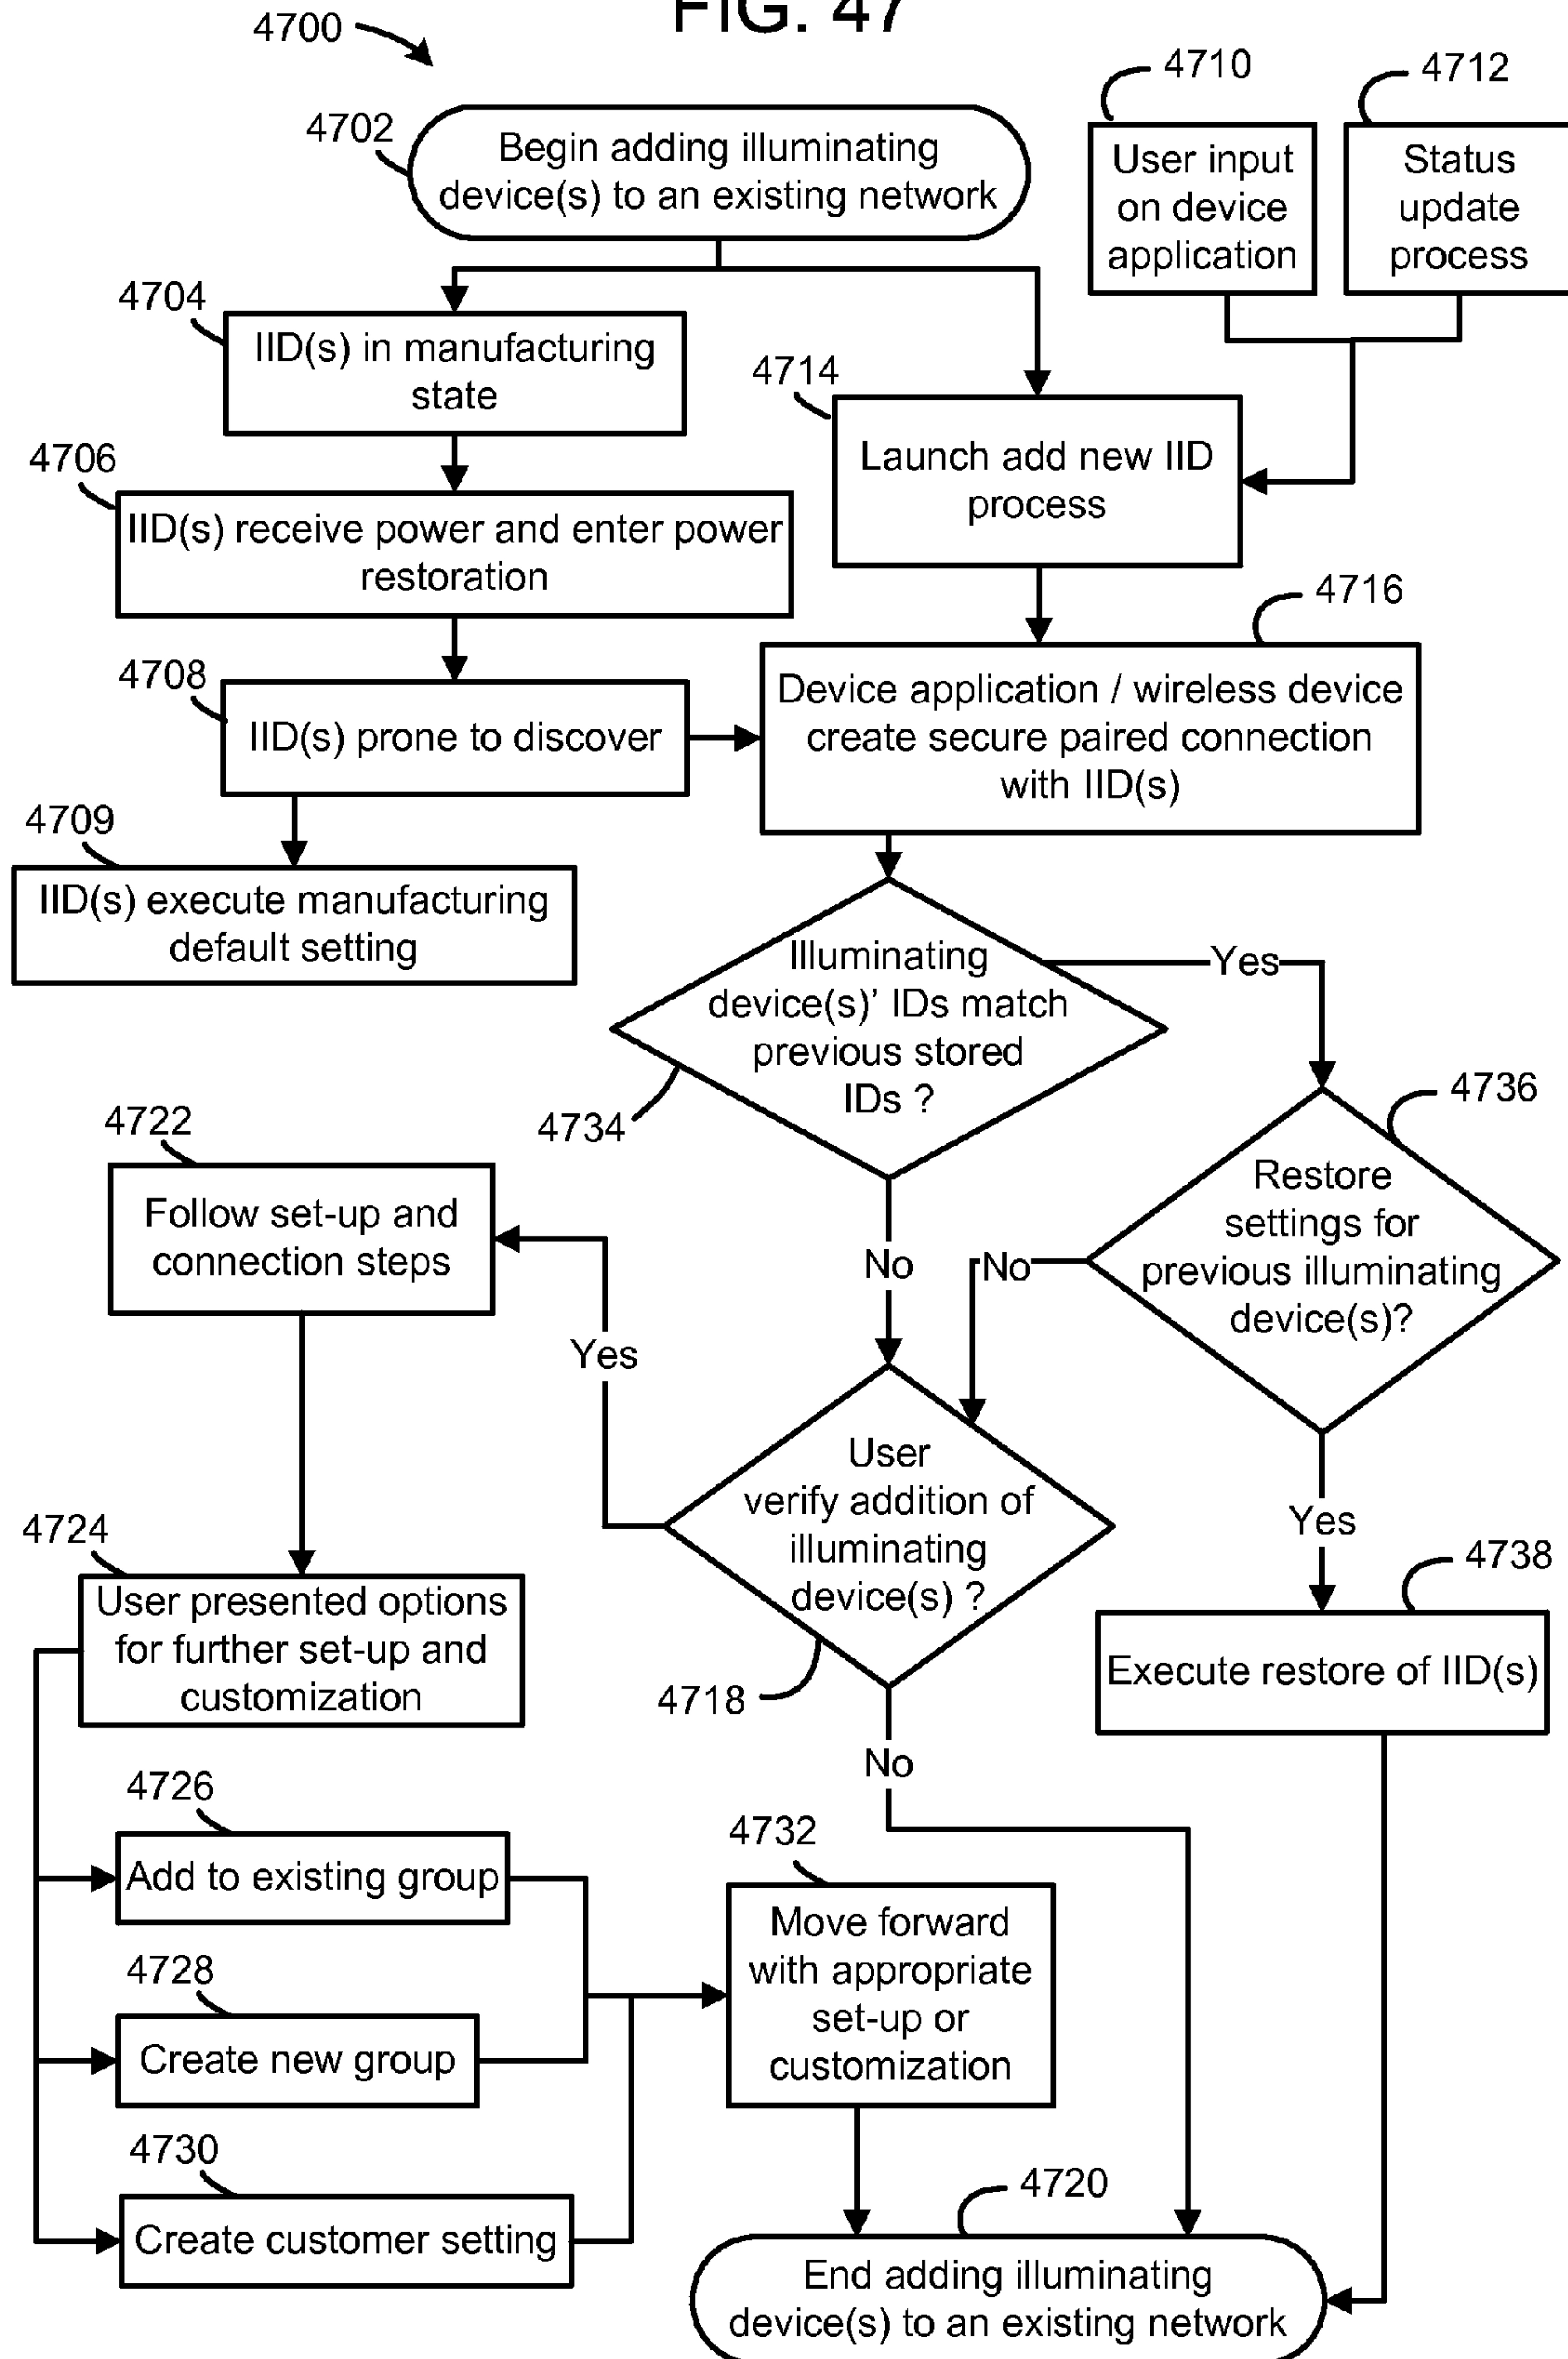 FIG. 47
4700
4710
4712
4702
Begin adding illuminating
device(s) to an existing network
User input
on device
application
Status
update
process
4704
IID(s) in manufacturing
state
4714
Launch add new IID
process
4706
IID(s) receive power and enter power
restoration
4716
4708
IID(s) prone to discover
Device application / wireless device
create secure paired connection
with IID(s)
4709
IID(s) execute manufacturing
default setting
Illuminating
device(s)’ IDs match
previous stored
IDs ?
Yes
4734
4736
4722
Follow set-up and
connection steps
Restore
settings for
previous illuminating
device(s)?
No
No
Yes
User
verify addition of
illuminating
device(s) ?
Yes
4724
User presented options
for further set-up and
customization
4738
Execute restore of IID(s)
4718
No
4726
Add to existing group
4732
Move forward
with appropriate
set-up or
customization
4728
Create new group
4730
Create customer setting
4720
End adding illuminating
device(s) to an existing network